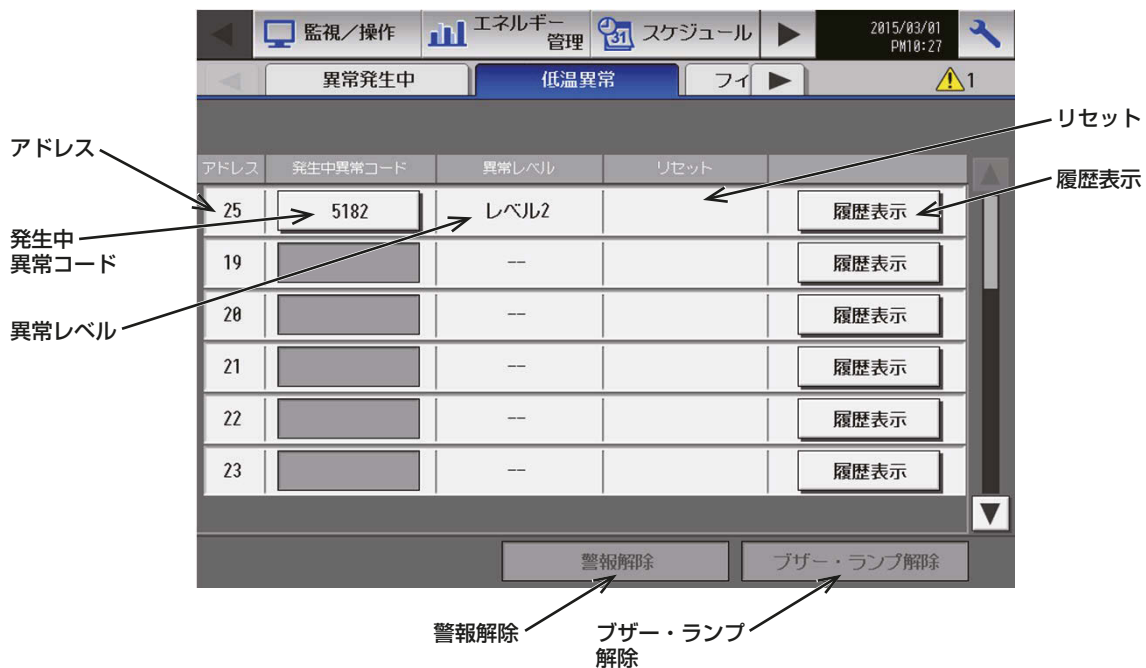 監視／操作
エネルギー
管理
31
スケジュール
2015/03/01
PM10:27
異常発生中
低温異常
フィ
1
アドレス
発生中異常コード
異常レベル
リセット
25
5182
レベル2
履歴表示
19
--
履歴表示
20
--
履歴表示
21
--
履歴表示
22
--
履歴表示
23
--
履歴表示
警報解除
ブザー・ランプ解除
アドレス
発生中
異常コード
異常レベル
リセット
履歴表示
警報解除
ブザー・ランプ
解除